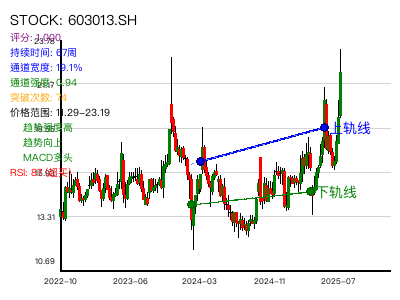 STOCK: 603013.SH
评分: 1.000
持续时间: 67周
通道宽度: 19.1%
通道强度: 0.94
突破次数: 74
价格范围: 11.29-23.19
趋势向上
MACD多头
上轨线
下轨线
13.31
10.69
2022-10
2023-06
2024-03
2024-11
2025-07